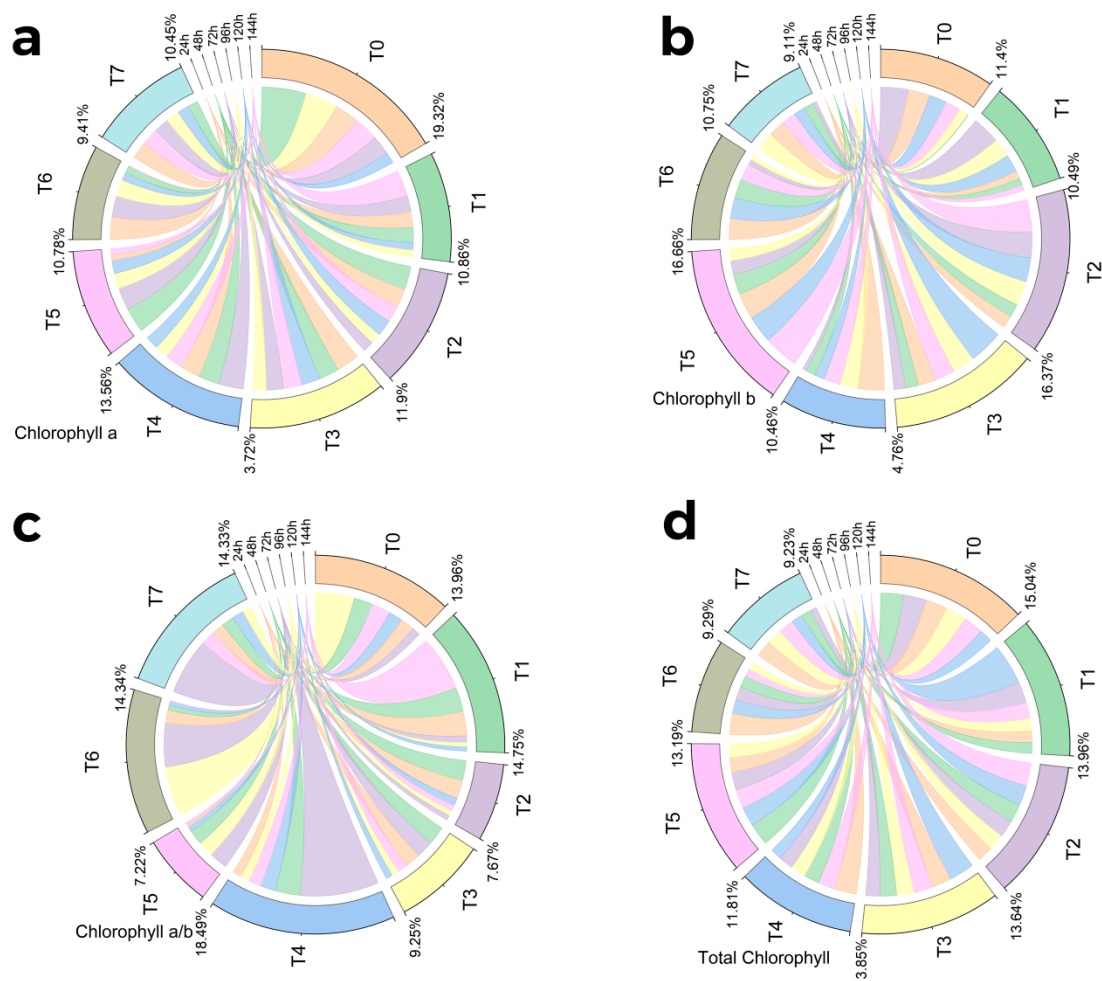 a
10.45%
24h
48h
72h
96h
120h
144h
T0
19.32%
T1
10.86%
T2
11.9%
T3
3.72%
T4
13.56%
T5
10.78%
T6
9.41%
T7
Chlorophyll a
b
9.11%
24h
48h
72h
96h
120h
144h
T0
11.4%
T1
10.49%
T2
16.37%
T3
4.76%
T4
10.46%
T5
16.66%
T6
10.75%
T7
Chlorophyll b
c
14.33%
24h
48h
72h
96h
120h
144h
T0
13.96%
T1
14.75%
T2
7.67%
T3
9.25%
T4
18.49%
T5
7.22%
T6
14.34%
T7
Chlorophyll a/b
d
9.23%
24h
48h
72h
96h
120h
144h
T0
15.04%
T1
13.96%
T2
13.64%
T3
3.85%
T4
11.81%
T5
13.19%
T6
9.29%
T7
Total Chlorophyll